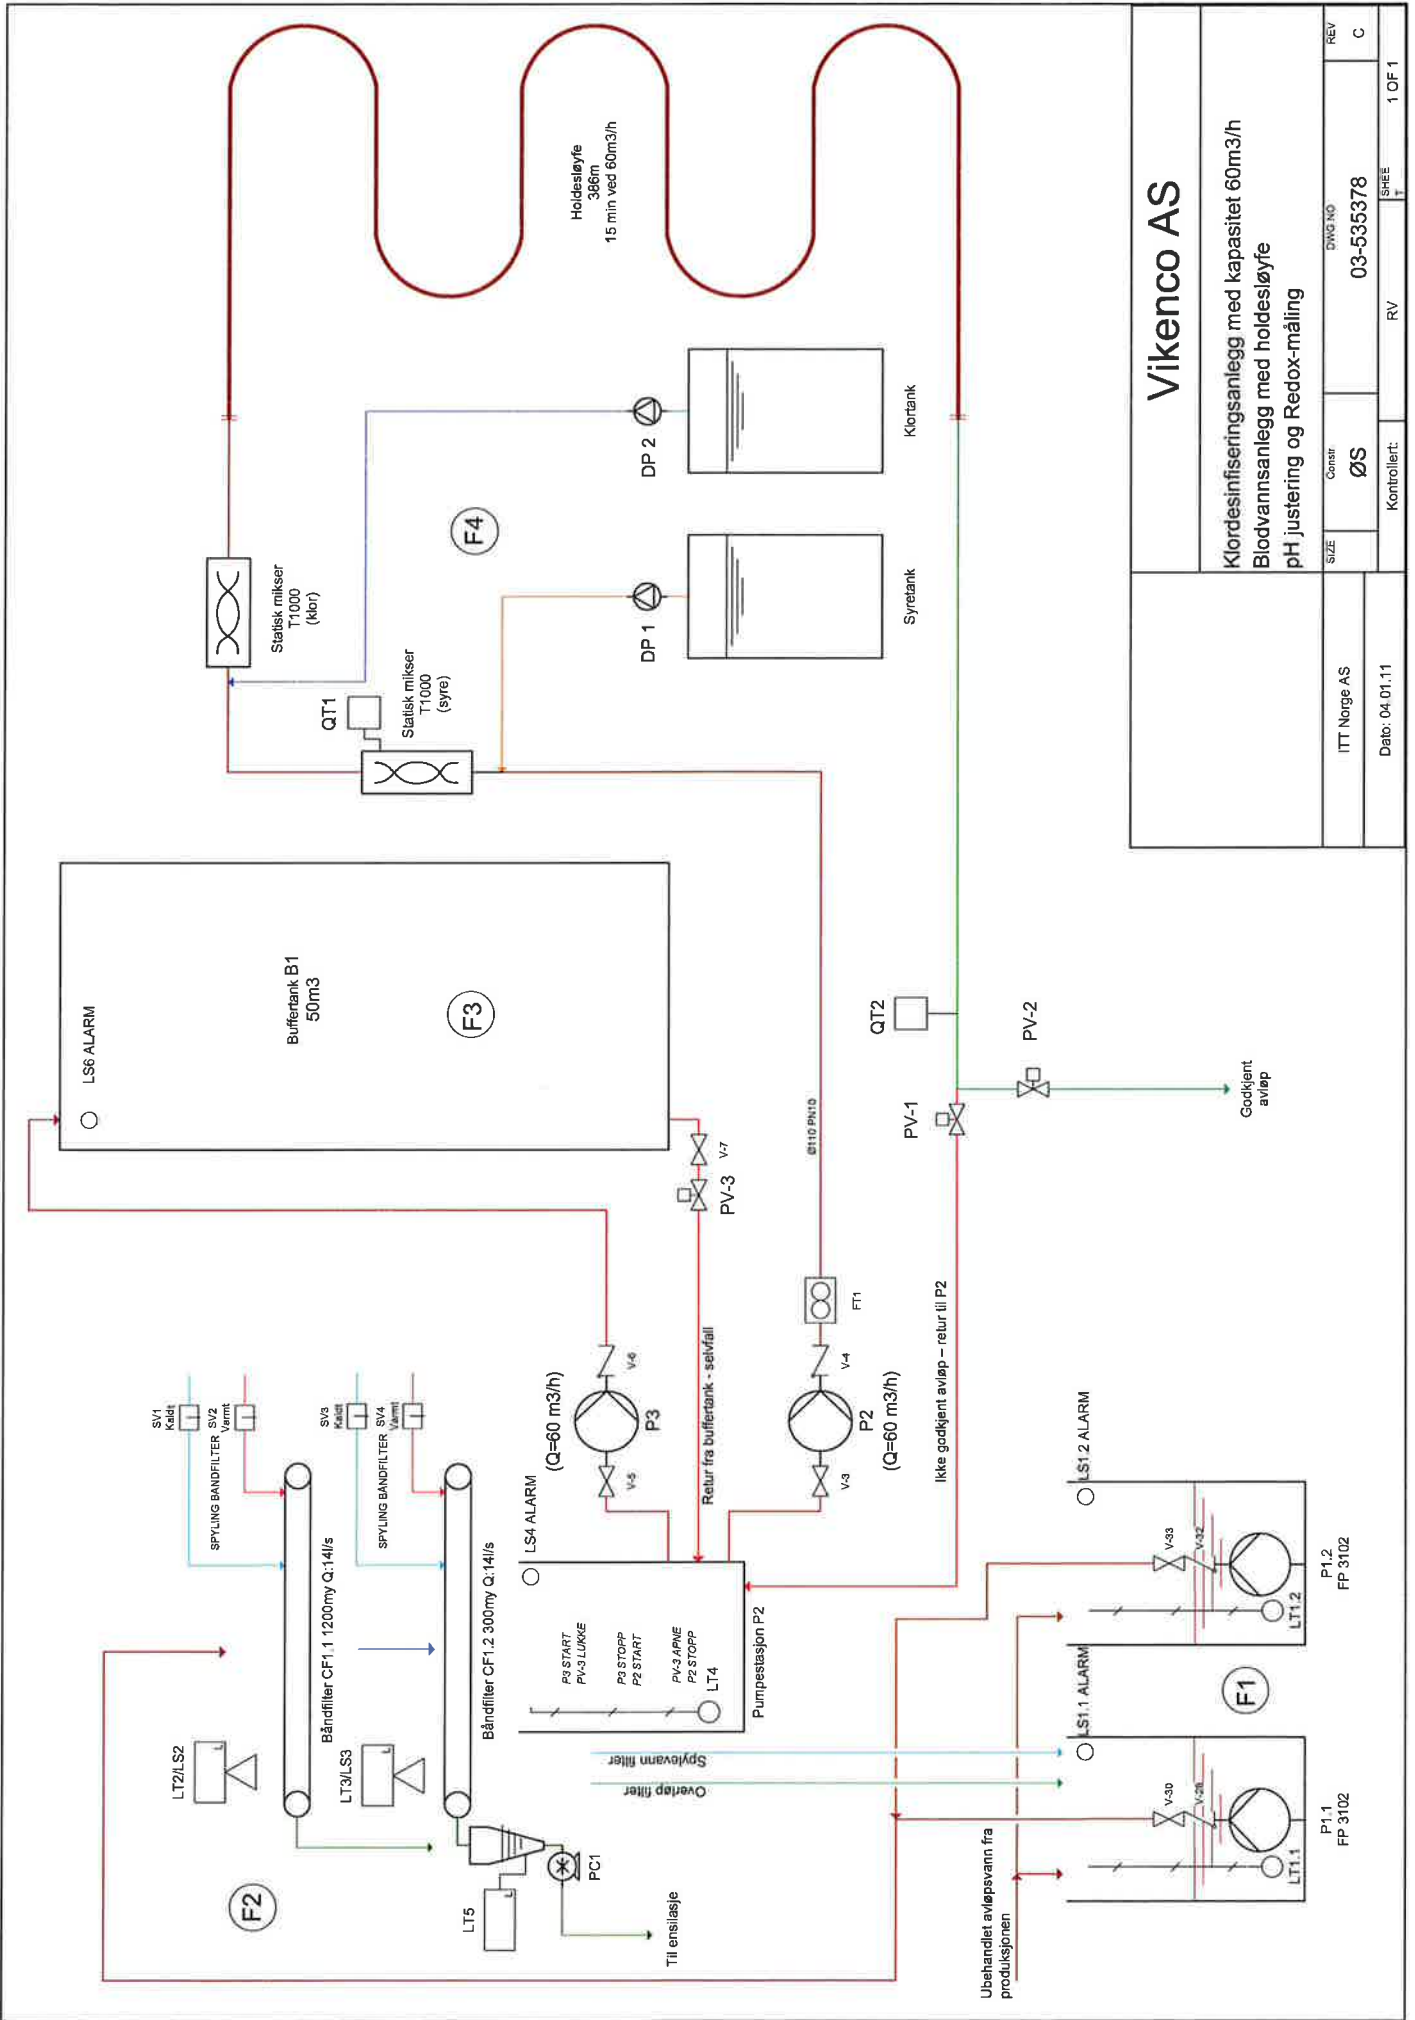 LS6 ALARM
Buffertank B1
50m3
F3
QT1
Statisk mikser
T1000
(syre)
Statisk mikser
T1000
(klor)
F4
Holdesløyfe
386m
15 min ved 60m3/h
DP 1
Syretank
DP 2
Klortank
SV1
Kaldt
SV2
Varmt
SPYLING BÅNDFILTER
SV3
Kaldt
SV4
Varmt
SPYLING BÅNDFILTER
LT2/LS2
Båndfilter CF1.1 1200my Q:14l/s
LT3/LS3
Båndfilter CF1.2 300my Q:14l/s
F2
LT5
PC1
Til ensilasje
LS4 ALARM
P3 START
PV-3 LUKKE
P3 STOPP
P2 START
PV-3 ÅPNE
P2 STOPP
LT4
Pumpestasjon P2
(Q=60 m3/h)
V-5
P3
V-6
PV-3
V-7
Retur fra buffertank - selvfall
V-3
P2
(Q=60 m3/h)
V-4
FT1
Ø110 PN10
Ikke godkjent avløp – retur til P2
PV-1
QT2
PV-2
Godkjent
avløp
Overløp filter
Spylevann filter
Ubehandlet avløpsvann fra
produksjonen
LS1.1 ALARM
V-30
V-28
LT1.1
P1.1
FP 3102
F1
LS1.2 ALARM
V-33
V-32
LT1.2
P1.2
FP 3102
Vikenco AS
Klordesinfiseringsanlegg med kapasitet 60m3/h
Blodvannsanlegg med holdesløyfe
pH justering og Redox-måling
ITT Norge AS
SIZE
Constr.
ØS
DWG NO
03-535378
REV
C
Dato: 04.01.11
Kontrollert:
RV
SHEET
1 OF 1